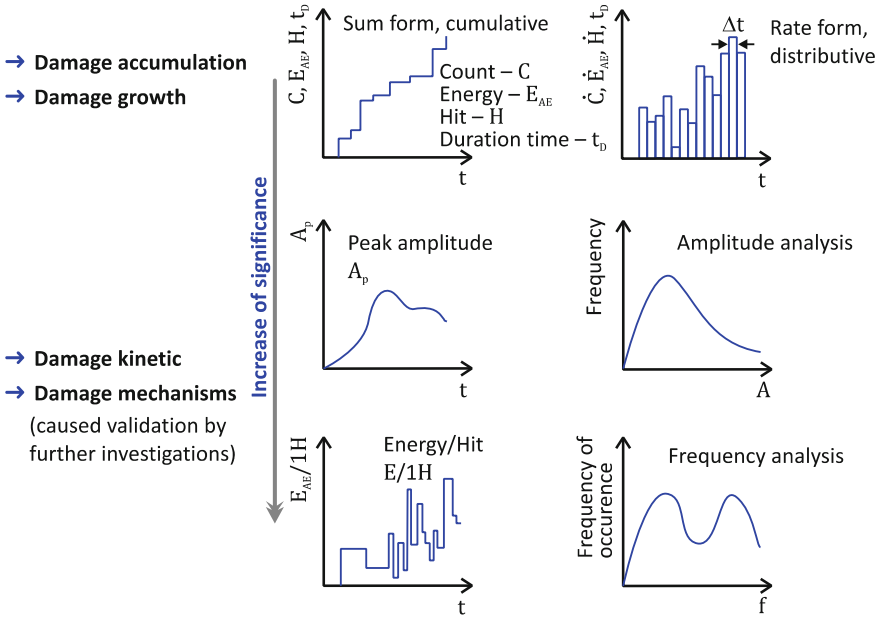 → Damage accumulation
→ Damage growth
Increase of significance
→ Damage kinetic
→ Damage mechanisms
(caused validation by
further investigations)
C, E_AE, H, t_D
Sum form, cumulative
Count – C
Energy – E_AE
Hit – H
Duration time – t_D
t
Ċ, Ė_AE, Ḣ, ṫ_D
Δt
Rate form,
distributive
t
A_p
Peak amplitude
A_p
t
Frequency
Amplitude analysis
A
E_AE/1H
Energy/Hit
E/1H
t
Frequency of
occurence
Frequency analysis
f